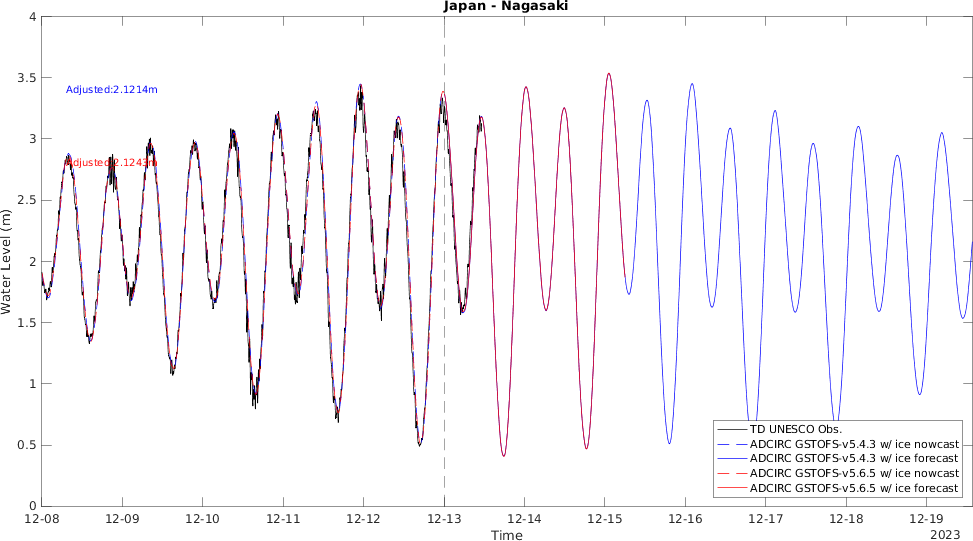 Japan - Nagasaki
4
3.5
3
2.5
2
1.5
1
0.5
0
Water Level (m)
Adjusted:2.1214m
Adjusted:2.1243m
TD UNESCO Obs.
ADCIRC GSTOFS-v5.4.3 w/ ice nowcast
ADCIRC GSTOFS-v5.4.3 w/ ice forecast
ADCIRC GSTOFS-v5.6.5 w/ ice nowcast
ADCIRC GSTOFS-v5.6.5 w/ ice forecast
12-08 12-09 12-10 12-11 12-12 12-13 12-14 12-15 12-16 12-17 12-18 12-19
Time
2023